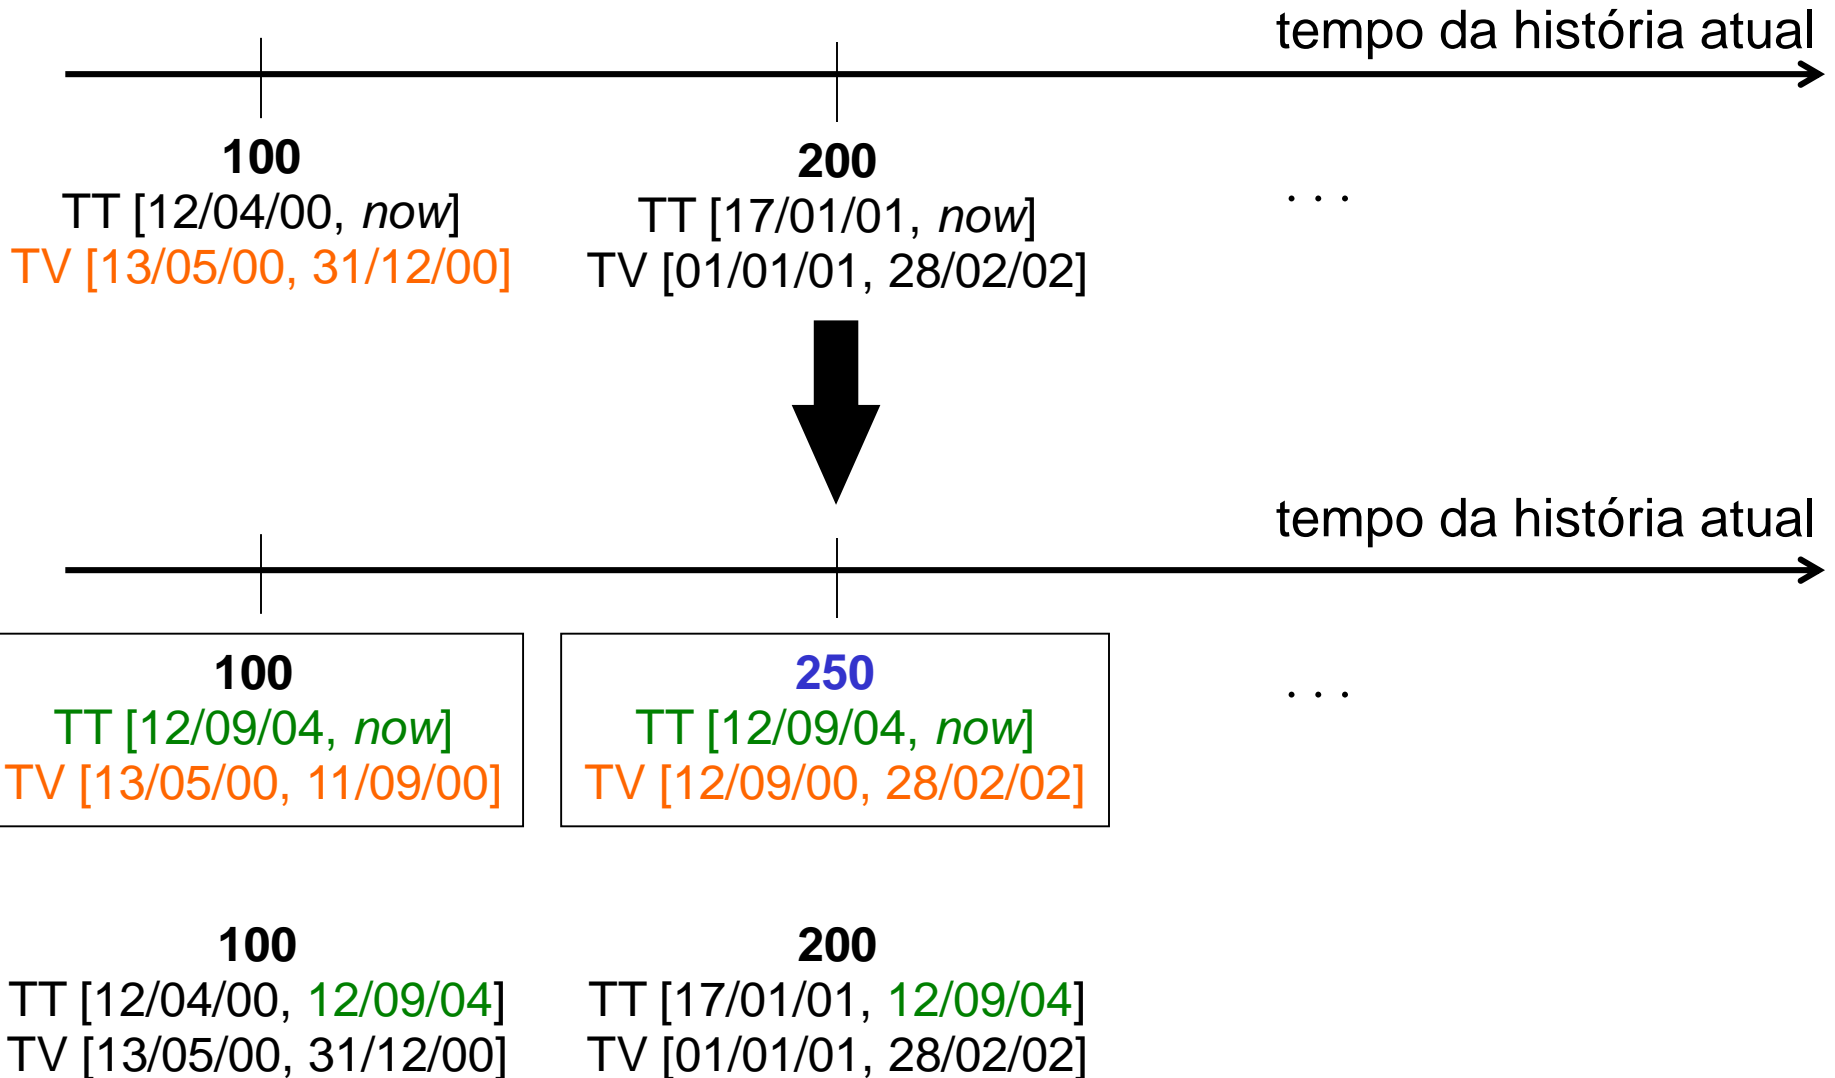 tempo da história atual
100
TT [12/04/00, now]
TV [13/05/00, 31/12/00]
200
TT [17/01/01, now]
TV [01/01/01, 28/02/02]
. . .
tempo da história atual
100
TT [12/09/04, now]
TV [13/05/00, 11/09/00]
250
TT [12/09/04, now]
TV [12/09/00, 28/02/02]
. . .
100
TT [12/04/00, 12/09/04]
TV [13/05/00, 31/12/00]
200
TT [17/01/01, 12/09/04]
TV [01/01/01, 28/02/02]